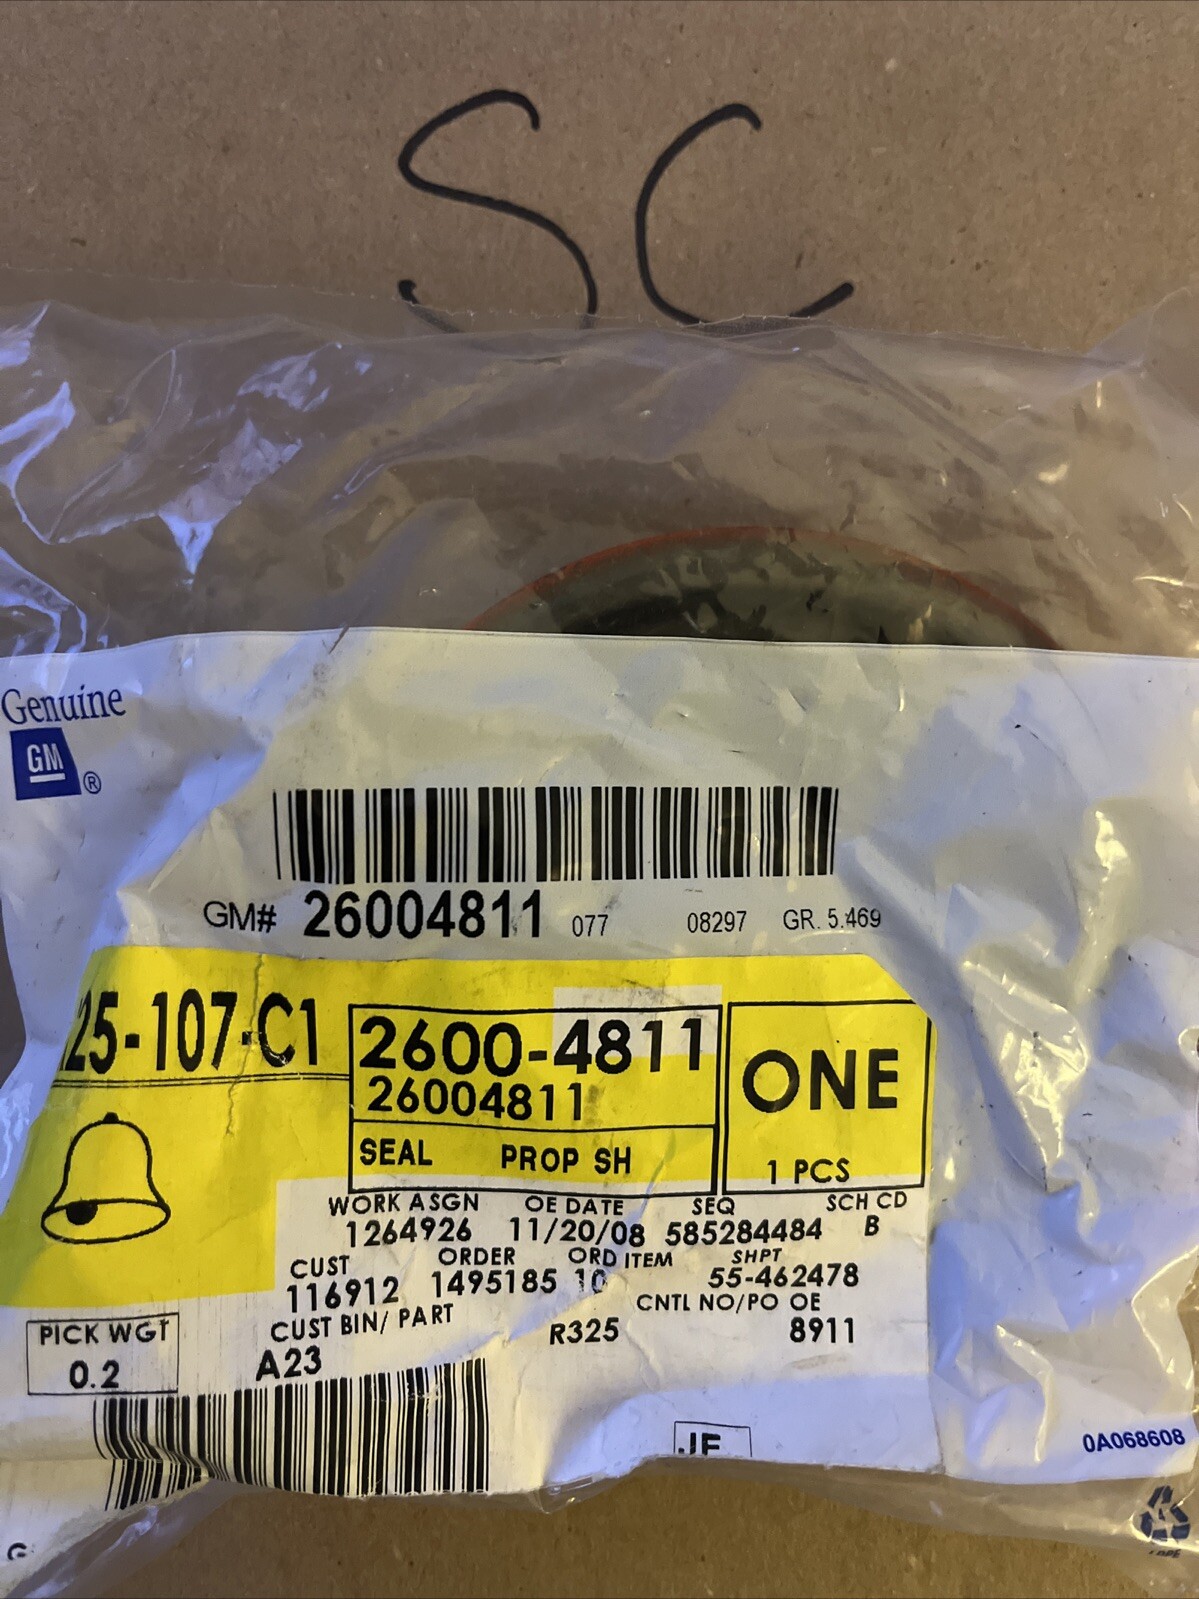 SC
Genuine
GM
®
GM# 26004811 077 08297 GR. 5.469
25-107-C1
2600-4811
26004811
ONE
SEAL PROP SH
1 PCS
WORK ASGN OE DATE SEQ SCH CD
1264926 11/20/08 585284484 B
CUST ORDER ORD ITEM SHPT
116912 1495185 10 55-462478
CUST BIN/ PART CNTL NO/PO OE
A23 R325 8911
PICK WGT
0.2
0A068608